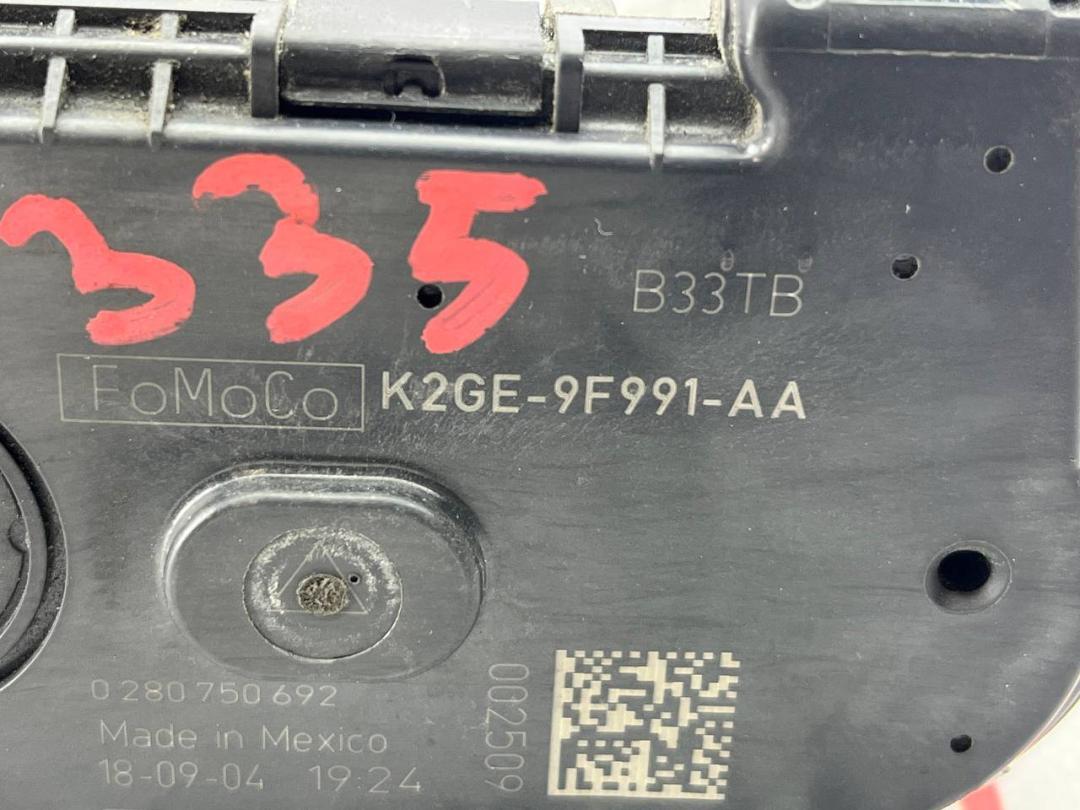 335
B33TB
FoMoCo K2GE-9F991-AA
0 280 750 692
Made in Mexico
18-09-04 19:24
002509